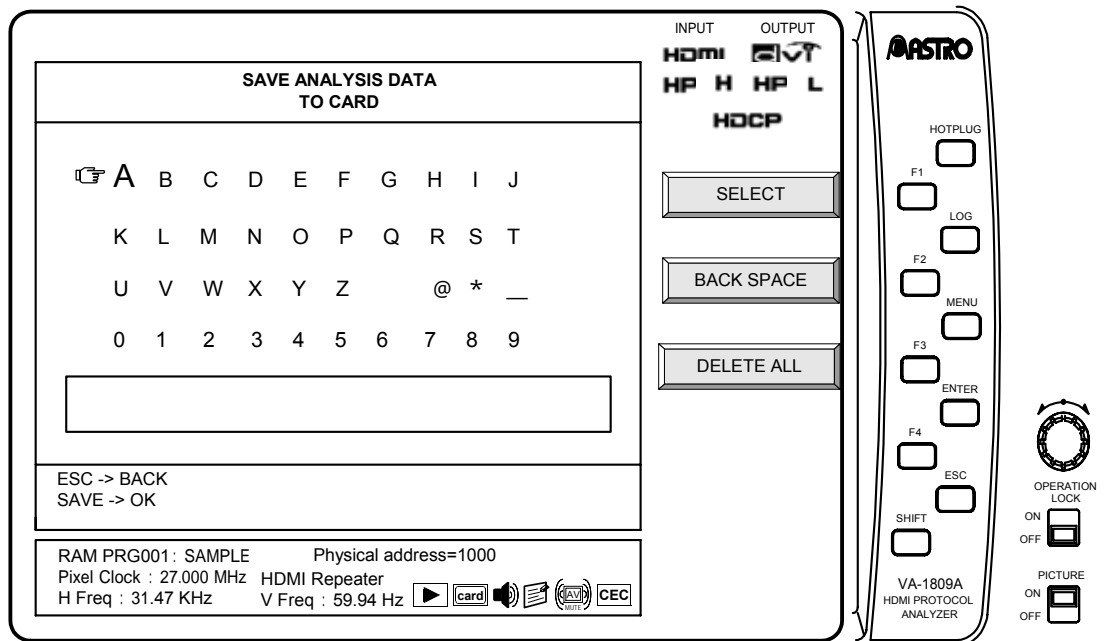 INPUT OUTPUT
HDMI DVI
HP H HP L
HDCP
SAVE ANALYSIS DATA
TO CARD
A B C D E F G H I J
K L M N O P Q R S T
U V W X Y Z @ * _
0 1 2 3 4 5 6 7 8 9
ESC -> BACK
SAVE -> OK
RAM PRG001 : SAMPLE Physical address=1000
Pixel Clock : 27.000 MHz HDMI Repeater
H Freq : 31.47 KHz V Freq : 59.94 Hz card AV MUTE CEC
SELECT
BACK SPACE
DELETE ALL
ASTRO
HOTPLUG
F1
LOG
F2
MENU
F3
ENTER
F4
ESC
SHIFT
VA-1809A
HDMI PROTOCOL
ANALYZER
OPERATION
LOCK
ON
OFF
PICTURE
ON
OFF